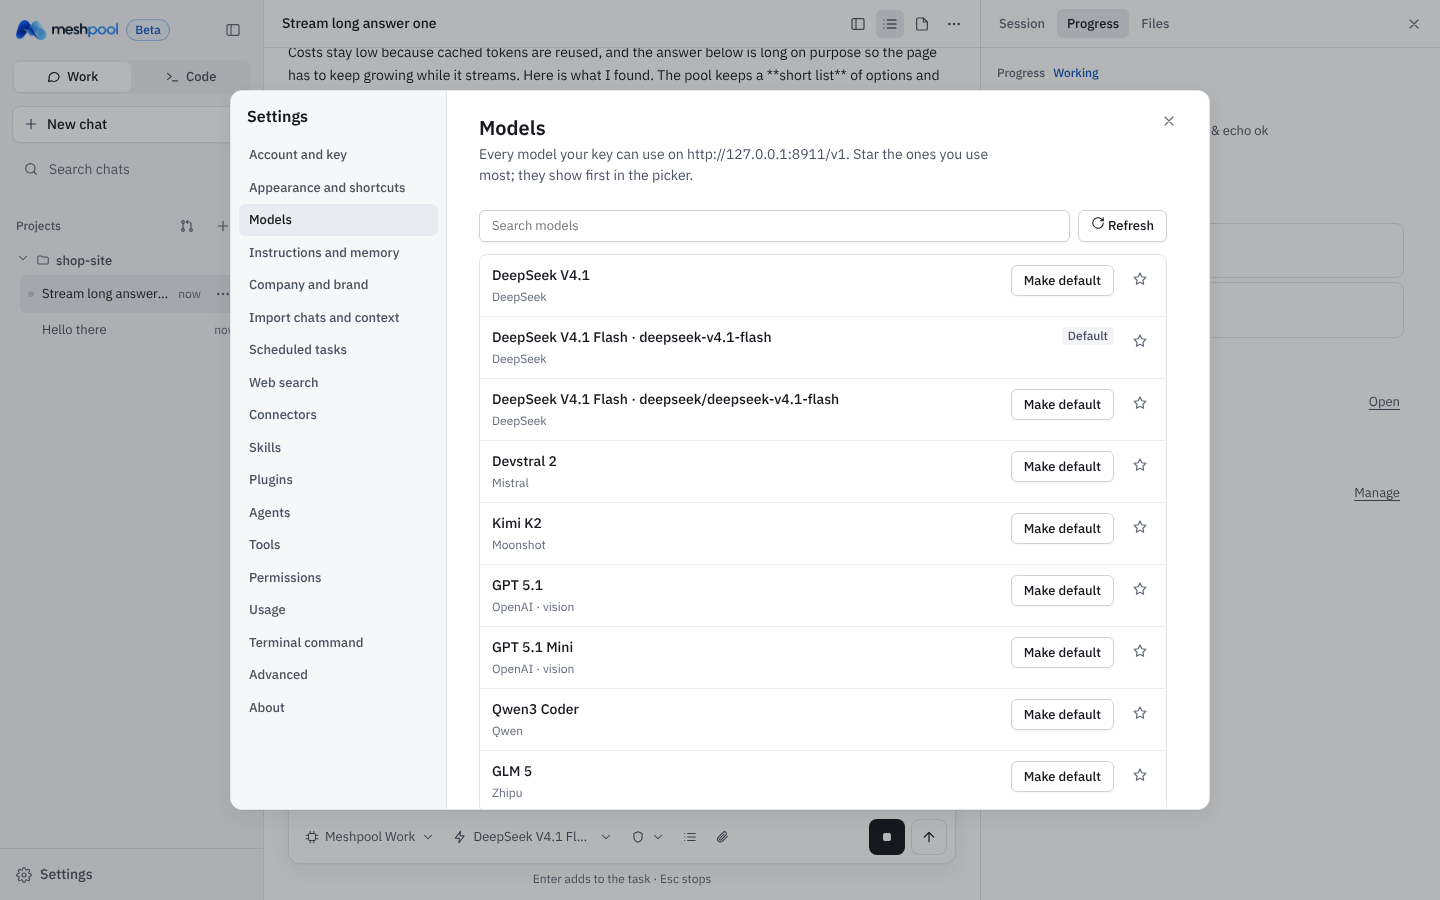 meshpool Beta
Work
Code
New chat
Search chats
Projects
shop-site
Stream long answer... now
Hello there now
Settings
Stream long answer one
Costs stay low because cached tokens are reused, and the answer below is long on purpose so the page
has to keep growing while it streams. Here is what I found. The pool keeps a **short list** of options and
Session
Progress
Files
Progress Working
& echo ok
Open
Manage
Settings
Account and key
Appearance and shortcuts
Models
Instructions and memory
Company and brand
Import chats and context
Scheduled tasks
Web search
Connectors
Skills
Plugins
Agents
Tools
Permissions
Usage
Terminal command
Advanced
About
Models
Every model your key can use on http://127.0.0.1:8911/v1. Star the ones you use
most; they show first in the picker.
Search models
Refresh
DeepSeek V4.1
DeepSeek
Make default
DeepSeek V4.1 Flash · deepseek-v4.1-flash
DeepSeek
Default
DeepSeek V4.1 Flash · deepseek/deepseek-v4.1-flash
DeepSeek
Make default
Devstral 2
Mistral
Make default
Kimi K2
Moonshot
Make default
GPT 5.1
OpenAI · vision
Make default
GPT 5.1 Mini
OpenAI · vision
Make default
Qwen3 Coder
Qwen
Make default
GLM 5
Zhipu
Make default
Meshpool Work
DeepSeek V4.1 Fl...
Enter adds to the task · Esc stops